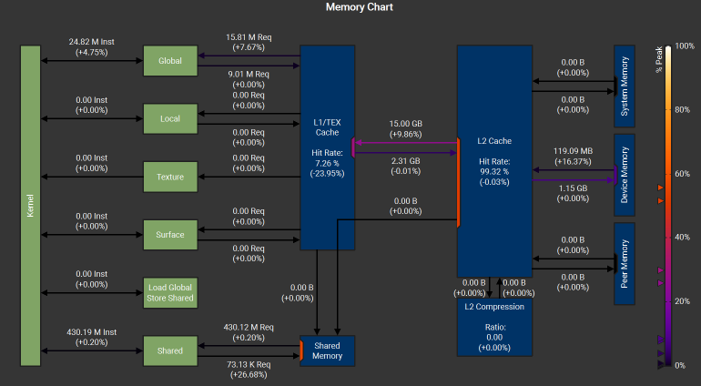 Memory Chart
24.82 M Inst
(+4.75%)
Global
15.81 M Req
(+7.67%)
9.01 M Req
(+0.00%)
0.00 Inst
(+0.00%)
Local
0.00 Req
(+0.00%)
0.00 Req
(+0.00%)
0.00 Inst
(+0.00%)
Texture
0.00 Req
(+0.00%)
0.00 Inst
(+0.00%)
Surface
0.00 Req
(+0.00%)
0.00 Req
(+0.00%)
0.00 Inst
(+0.00%)
Load Global
Store Shared
430.19 M Inst
(+0.20%)
Shared
430.12 M Req
(+0.20%)
73.13 K Req
(+26.68%)
Kernel
L1/TEX
Cache
Hit Rate:
7.26 %
(-23.95%)
0.00 B
(+0.00%)
Shared
Memory
15.00 GB
(+9.86%)
2.31 GB
(-0.01%)
0.00 B
(+0.00%)
L2 Cache
Hit Rate:
99.32 %
(-0.03%)
0.00 B
(+0.00%)
0.00 B
(+0.00%)
L2 Compression
Ratio:
0.00
(+0.00%)
0.00 B
(+0.00%)
0.00 B
(+0.00%)
System Memory
119.09 MB
(+16.37%)
1.15 GB
(+0.00%)
Device Memory
0.00 B
(+0.00%)
0.00 B
(+0.00%)
Peer Memory
% Peak
100%
80%
60%
40%
20%
0%